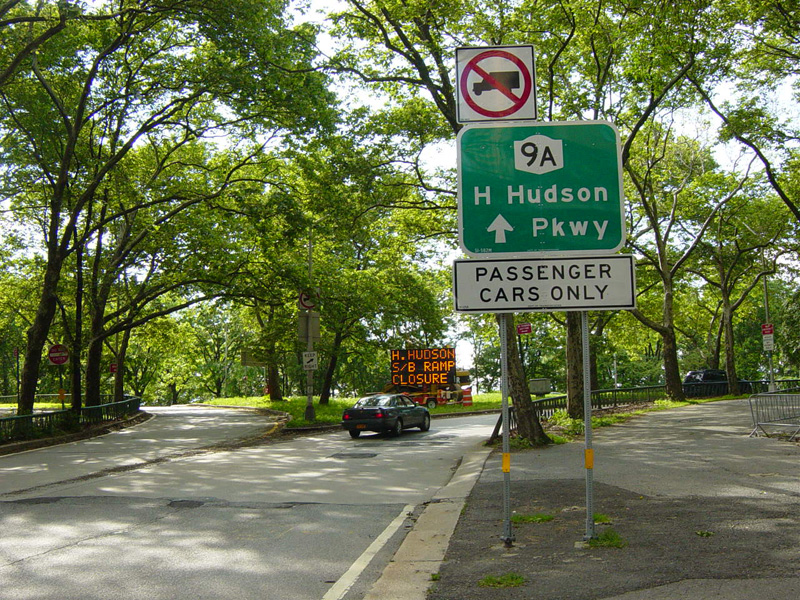 9A
H Hudson
Pkwy
PASSENGER
CARS ONLY
H. HUDSON
S/B RAMP
CLOSURE